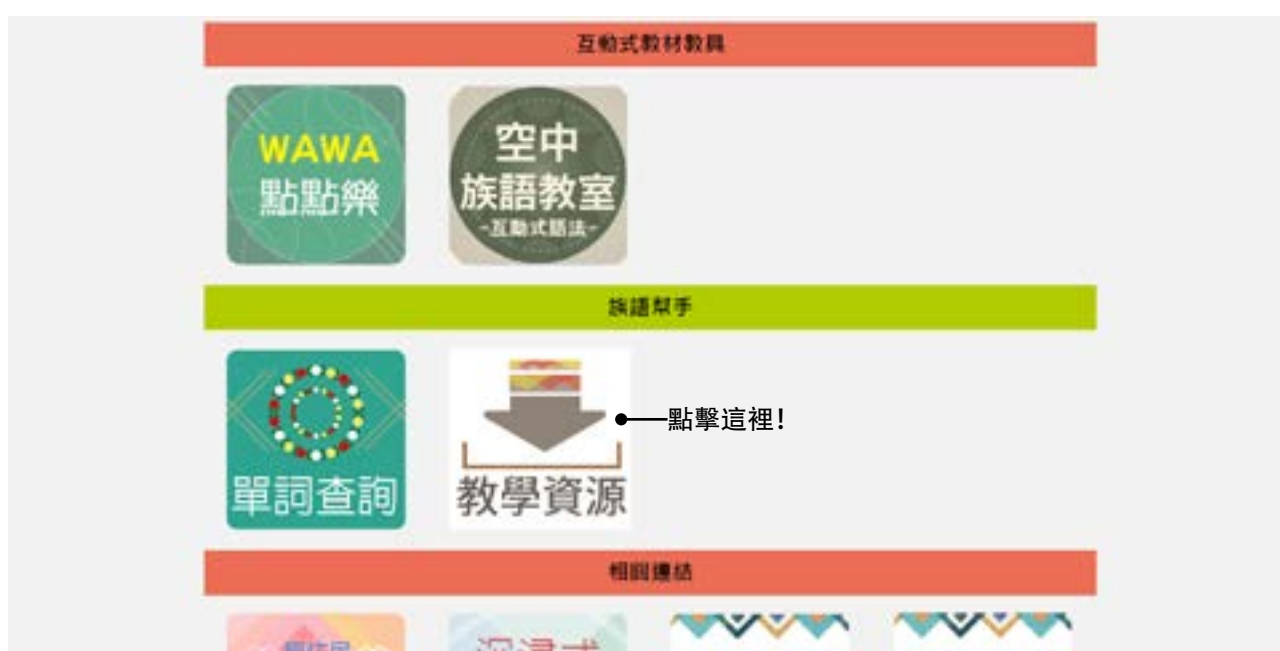 互動式教材教具
WAWA
點點樂
空中
族語教室
-互動式語法-
族語幫手
單詞查詢
教學資源
點擊這裡！
相關連結